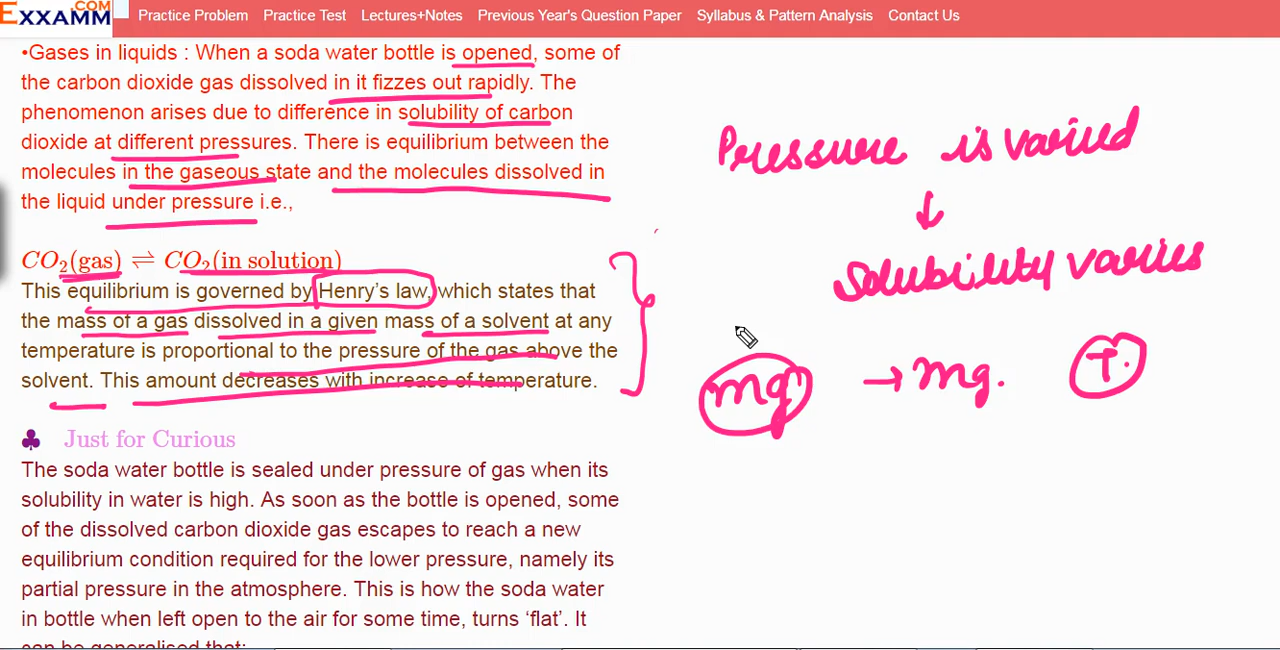 EXXAMM
.COM
Practice Problem Practice Test Lectures+Notes Previous Year's Question Paper Syllabus & Pattern Analysis Contact Us
•Gases in liquids : When a soda water bottle is opened, some of
the carbon dioxide gas dissolved in it fizzes out rapidly. The
phenomenon arises due to difference in solubility of carbon
dioxide at different pressures. There is equilibrium between the
molecules in the gaseous state and the molecules dissolved in
the liquid under pressure i.e.,
CO₂(gas) ⇌ CO₂(in solution)
This equilibrium is governed by Henry's law, which states that
the mass of a gas dissolved in a given mass of a solvent at any
temperature is proportional to the pressure of the gas above the
solvent. This amount decreases with increase of temperature.
♣ Just for Curious
The soda water bottle is sealed under pressure of gas when its
solubility in water is high. As soon as the bottle is opened, some
of the dissolved carbon dioxide gas escapes to reach a new
equilibrium condition required for the lower pressure, namely its
partial pressure in the atmosphere. This is how the soda water
in bottle when left open to the air for some time, turns ‘flat’. It
can be generalised that:
Pressure is varied
↓
Solubility varies
mg → mg. T.